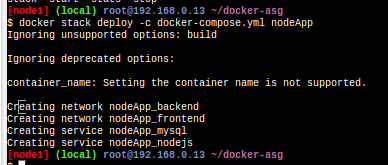 [node1] (local) root@192.168.0.13 ~/docker-asg
$ docker stack deploy -c docker-compose.yml nodeApp
Ignoring unsupported options: build
Ignoring deprecated options:
container_name: Setting the container name is not supported.
Creating network nodeApp_backend
Creating network nodeApp_frontend
Creating service nodeApp_mysql
Creating service nodeApp_nodejs
[node1] (local) root@192.168.0.13 ~/docker-asg
$